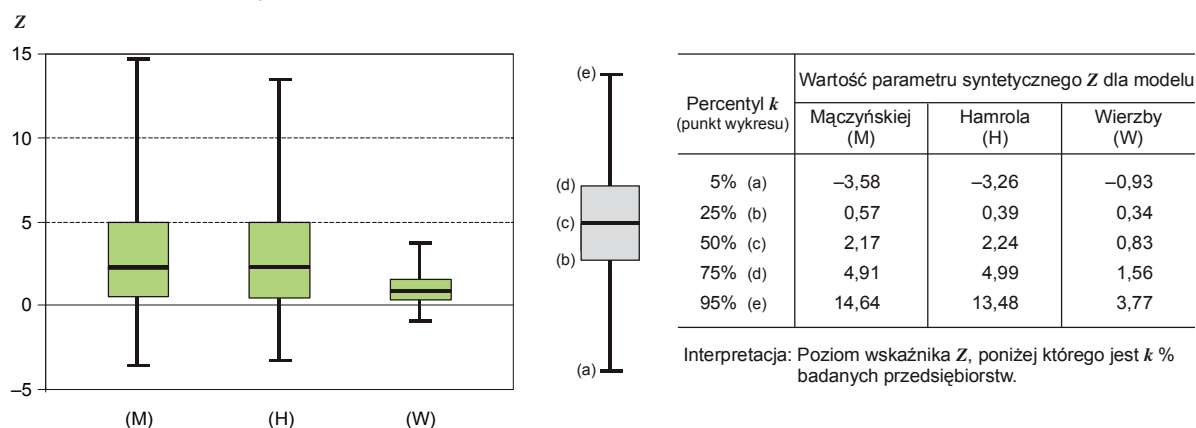 Z
15
10
5
0
–5
(M) (H) (W)
(e)
(d)
(c)
(b)
(a)
Percentyl k
(punkt wykresu)
Wartość parametru syntetycznego Z dla modelu
Mączyńskiej
(M)
Hamrola
(H)
Wierzby
(W)
5% (a) –3,58 –3,26 –0,93
25% (b) 0,57 0,39 0,34
50% (c) 2,17 2,24 0,83
75% (d) 4,91 4,99 1,56
95% (e) 14,64 13,48 3,77
Interpretacja: Poziom wskaźnika Z, poniżej którego jest k %
badanych przedsiębiorstw.